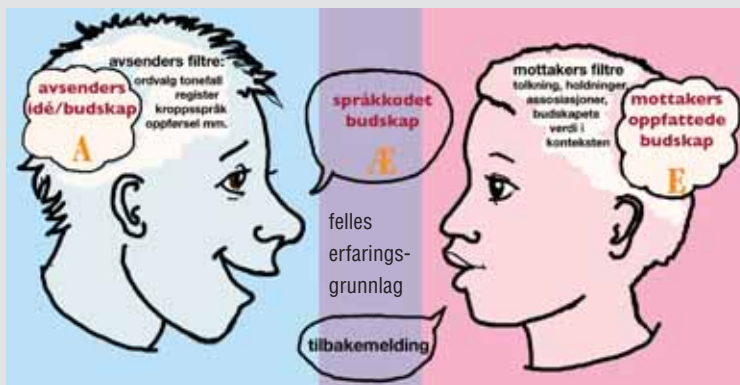 avsenders filtre:
ordvalg tonefall
register
kroppsspråk
oppførsel mm.
avsenders
idé/budskap
A
språkkodet
budskap
Æ
felles
erfarings-
grunnlag
tilbakemelding
mottakers filtre
tolkning, holdninger,
assosiasjoner,
budskapets
verdi i
konteksten
mottakers
oppfattede
budskap
E